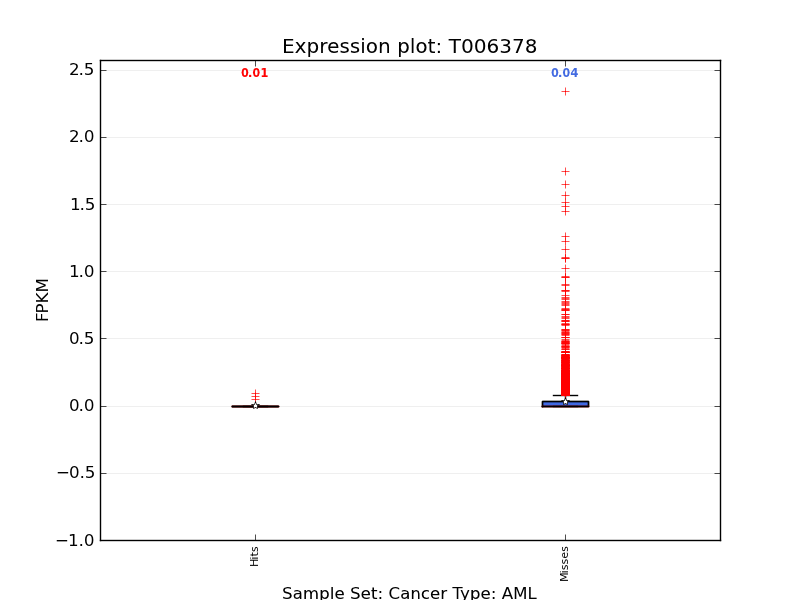 Expression plot: T006378
2.5
2.0
1.5
1.0
0.5
0.0
−0.5
−1.0
FPKM
0.01
0.04
Hits
Misses
Sample Set: Cancer Type: AML